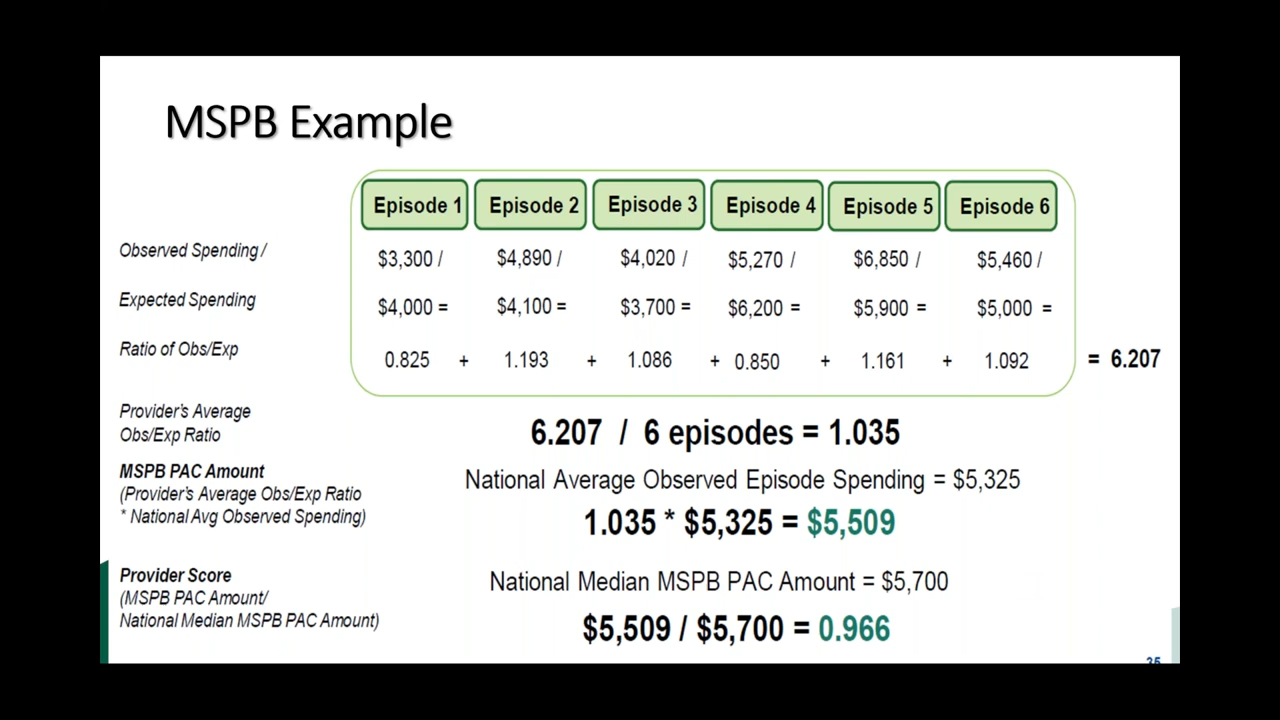 MSPB Example
Episode 1 Episode 2 Episode 3 Episode 4 Episode 5 Episode 6
Observed Spending / $3,300 / $4,890 / $4,020 / $5,270 / $6,850 / $5,460 /
Expected Spending $4,000 = $4,100 = $3,700 = $6,200 = $5,900 = $5,000 =
Ratio of Obs/Exp 0.825 + 1.193 + 1.086 + 0.850 + 1.161 + 1.092 = 6.207
Provider's Average
Obs/Exp Ratio
6.207 / 6 episodes = 1.035
MSPB PAC Amount
(Provider's Average Obs/Exp Ratio
* National Avg Observed Spending)
National Average Observed Episode Spending = $5,325
1.035 * $5,325 = $5,509
Provider Score
(MSPB PAC Amount/
National Median MSPB PAC Amount)
National Median MSPB PAC Amount = $5,700
$5,509 / $5,700 = 0.966
35